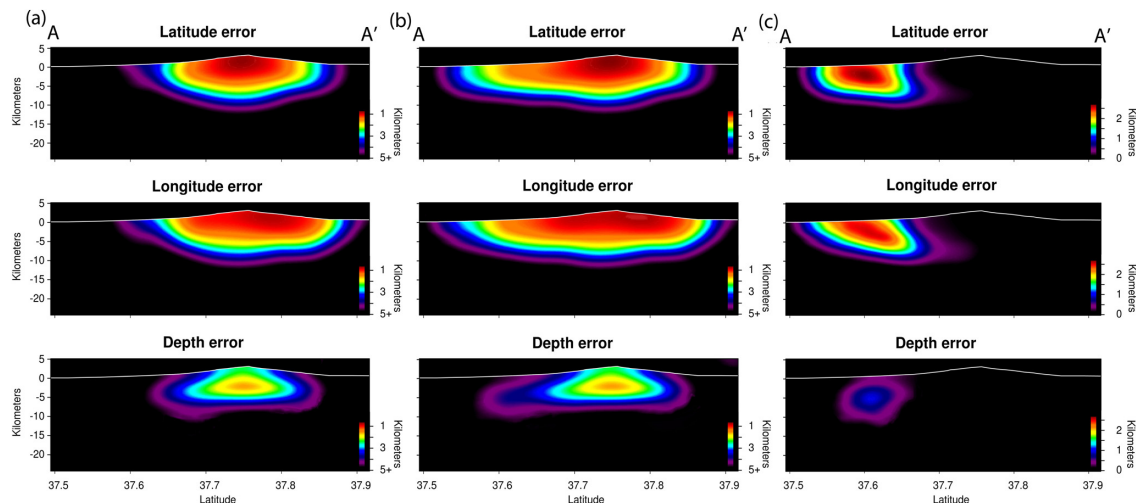 (a)
A
Latitude error
A'
Kilometers
5
0
-5
-10
-15
-20
1
3
5+
Kilometers
Longitude error
Kilometers
5
0
-5
-10
-15
-20
1
3
5+
Kilometers
Depth error
Kilometers
5
0
-5
-10
-15
-20
1
3
5+
Kilometers
37.5 37.6 37.7 37.8 37.9
Latitude
(b)
A
Latitude error
A'
1
3
5+
Kilometers
Longitude error
1
3
5+
Kilometers
Depth error
1
3
5+
Kilometers
37.5 37.6 37.7 37.8 37.9
Latitude
(c)
A
Latitude error
A'
2
1
0
Kilometers
Longitude error
2
1
0
Kilometers
Depth error
2
1
0
Kilometers
37.5 37.6 37.7 37.8 37.9
Latitude